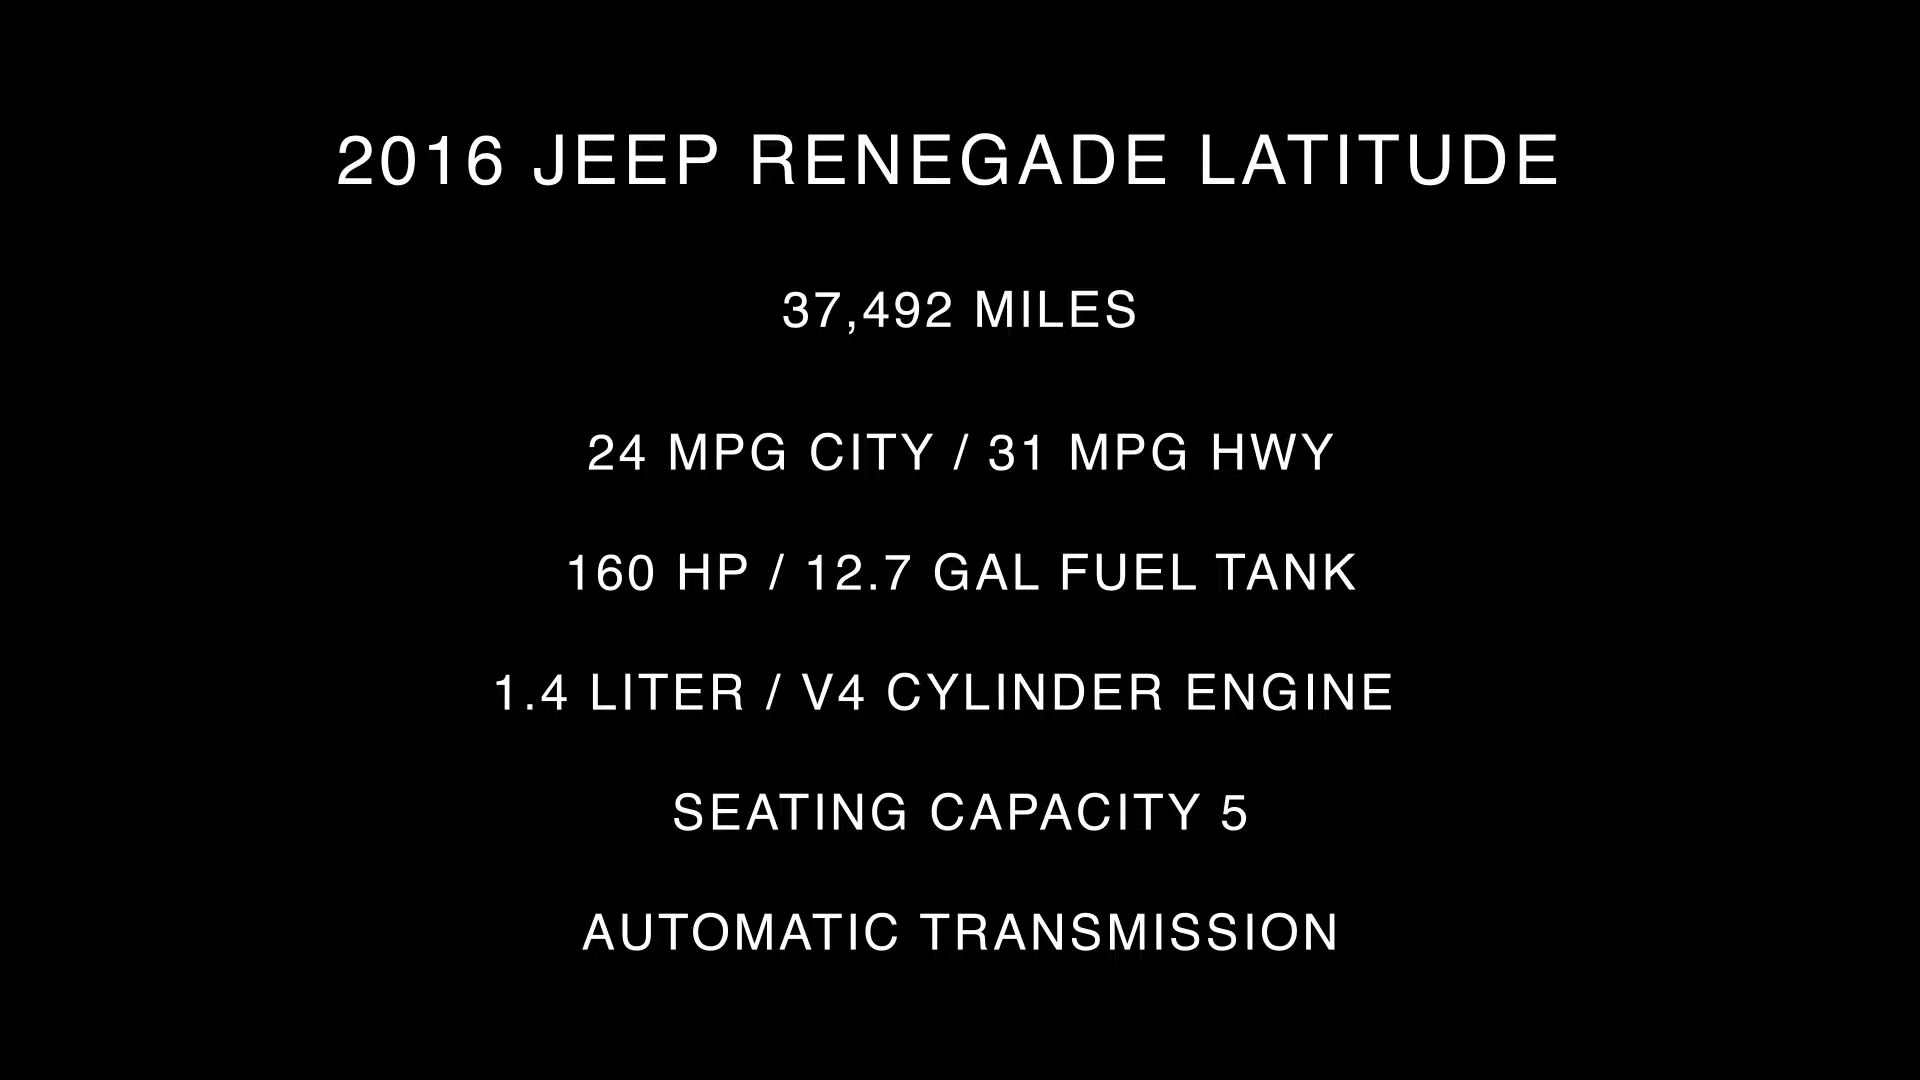 2016 JEEP RENEGADE LATITUDE
37,492 MILES
24 MPG CITY / 31 MPG HWY
160 HP / 12.7 GAL FUEL TANK
1.4 LITER / V4 CYLINDER ENGINE
SEATING CAPACITY 5
AUTOMATIC TRANSMISSION